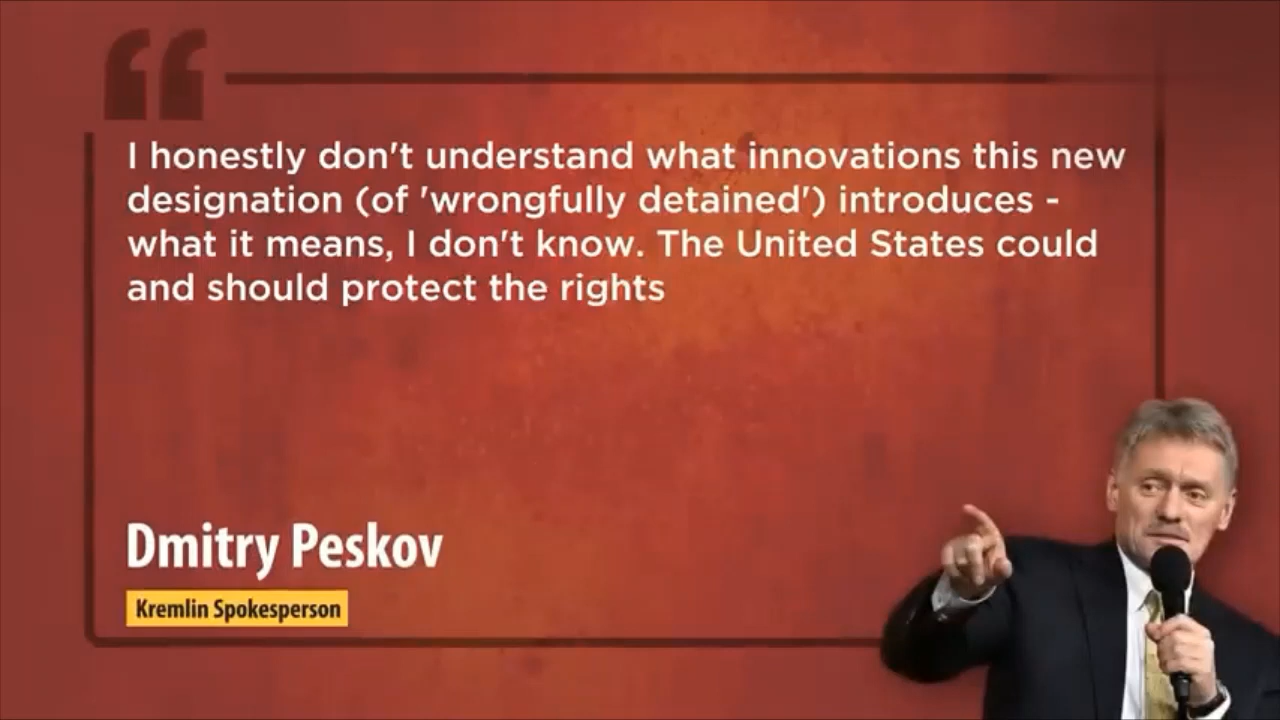 I honestly don't understand what innovations this new
designation (of 'wrongfully detained') introduces -
what it means, I don't know. The United States could
and should protect the rights
Dmitry Peskov
Kremlin Spokesperson